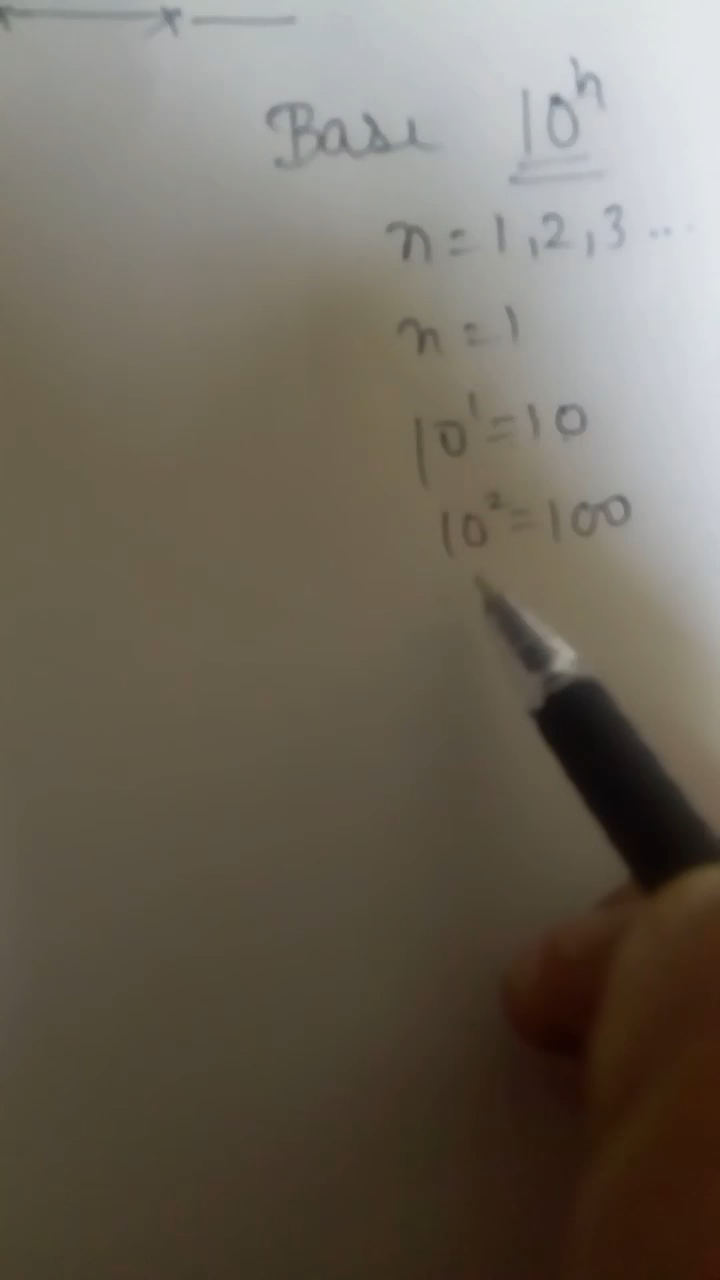 Base 10ⁿ
n = 1, 2, 3 ...
n = 1
10¹ = 10
10² = 100